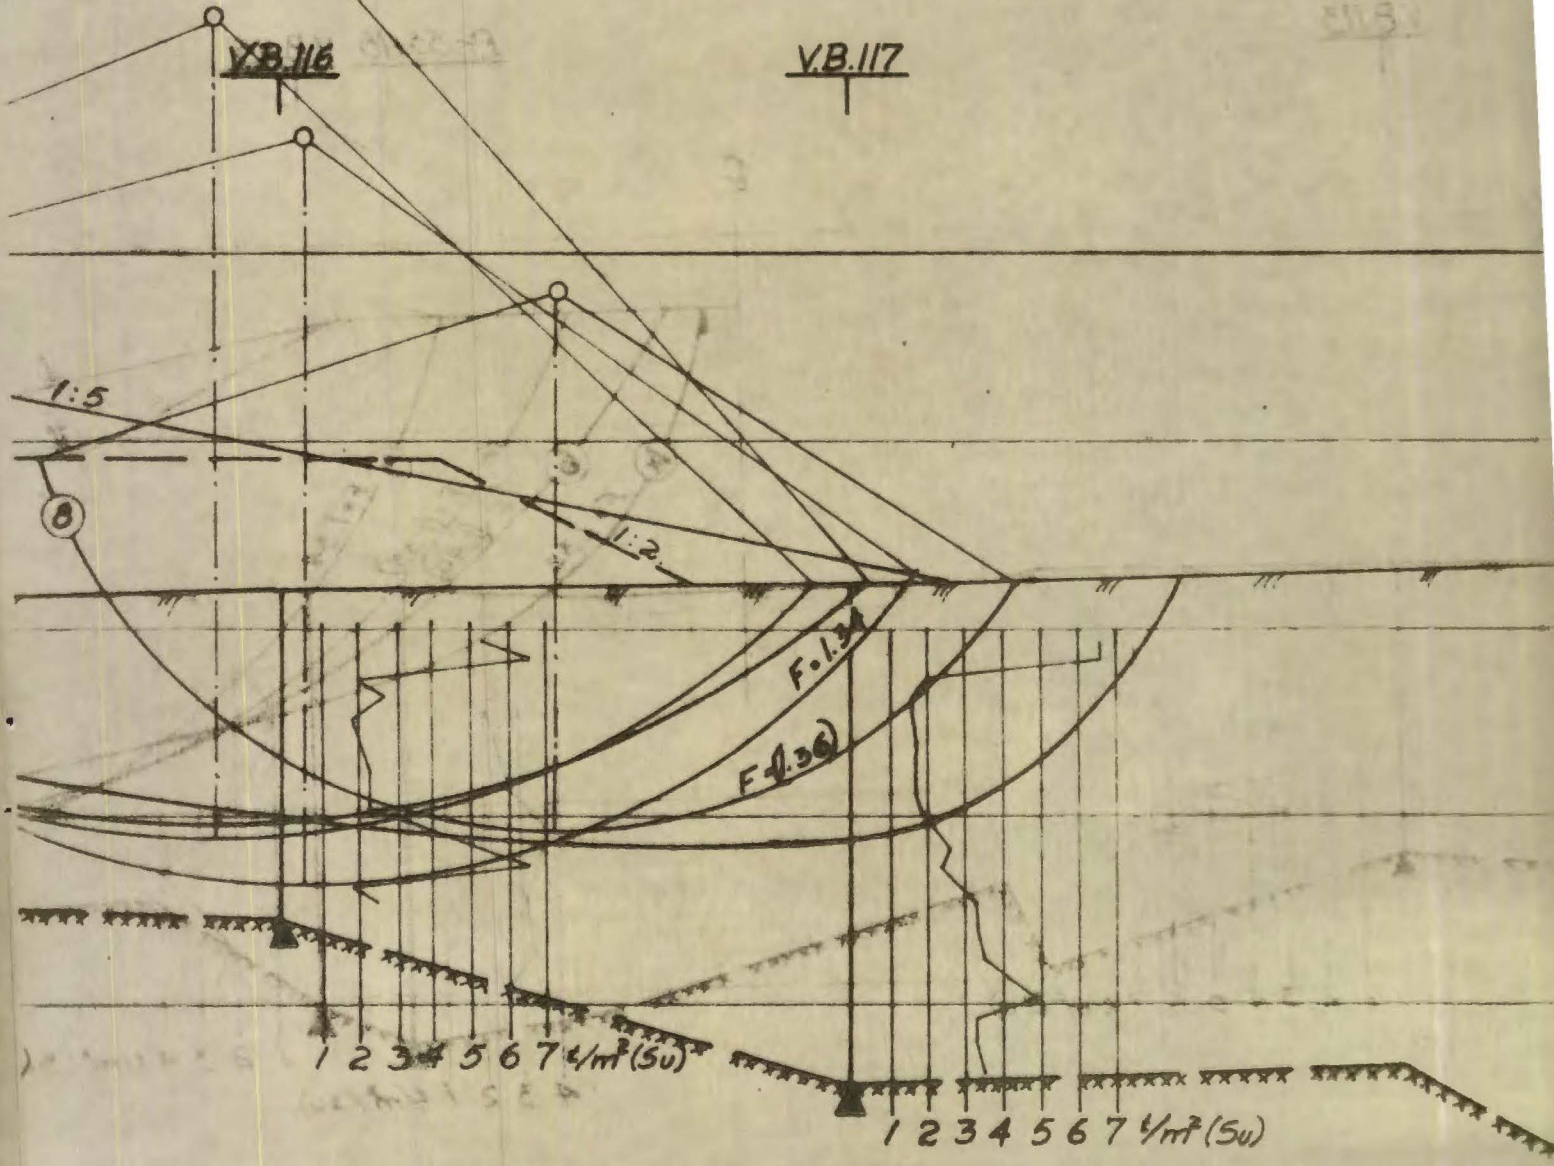 V.B.116
V.B.117
1:5
8
1:2
F=1.34
F=(1.36)
1 2 3 4 5 6 7 t/m² (Su)
1 2 3 4 5 6 7 t/m² (Su)